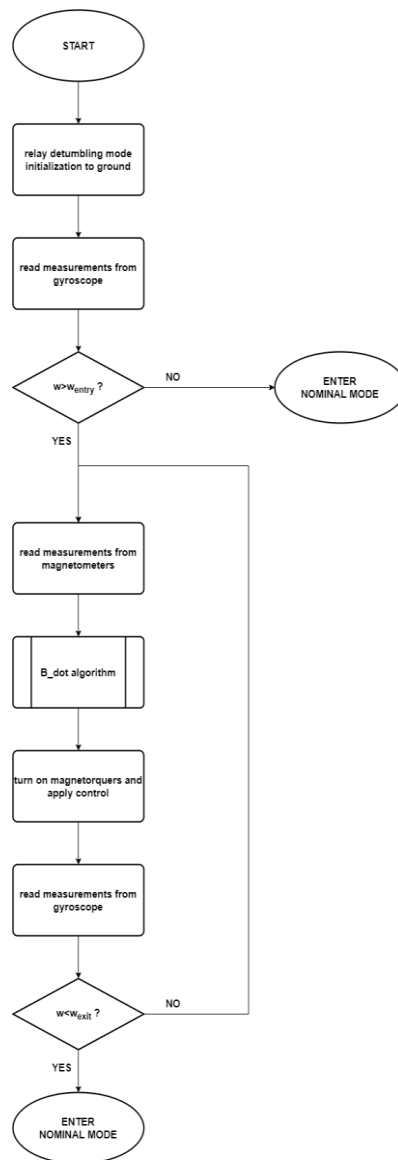 START
relay detumbling mode
initialization to ground
read measurements from
gyroscope
w>wentry ?
NO
ENTER
NOMINAL MODE
YES
read measurements from
magnetometers
B_dot algorithm
turn on magnetorquers and
apply control
read measurements from
gyroscope
w<wexit ?
NO
YES
ENTER
NOMINAL MODE